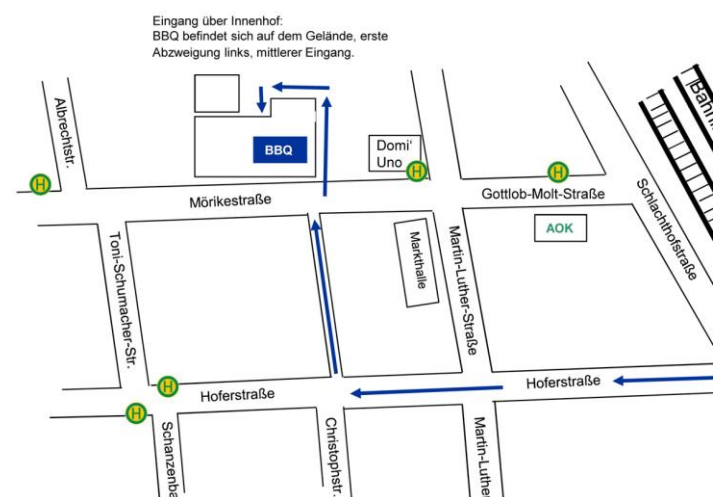 Eingang über Innenhof:
BBQ befindet sich auf dem Gelände, erste
Abzweigung links, mittlerer Eingang.
Albrechtstr.
BBQ
Domi'
Uno
H
H
H
Mörikestraße
Gottlob-Molt-Straße
Schlachthofstraße
AOK
Toni-Schumacher-Str.
Markthalle
Martin-Luther-Straße
H
Hoferstraße
Hoferstraße
H
Christophstr.